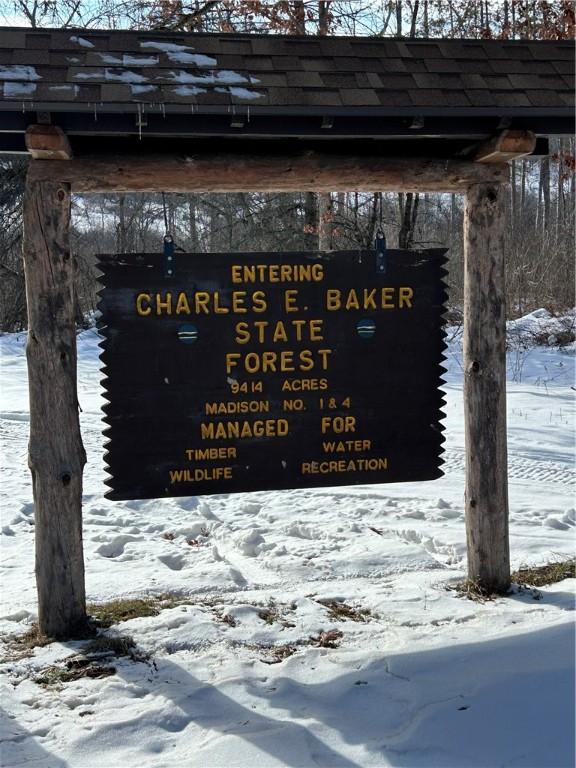 ENTERING
CHARLES E. BAKER
STATE
FOREST
9414 ACRES
MADISON NO. 1 & 4
MANAGED FOR
TIMBER WATER
WILDLIFE RECREATION